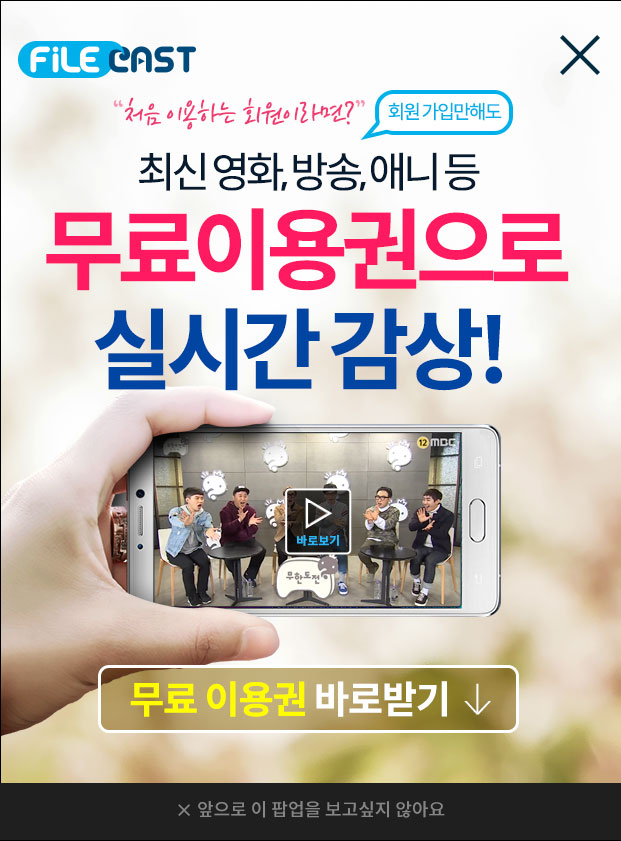 FiLE CAST
“처음 이용하는 회원이라면?”
회원 가입만해도
최신 영화, 방송, 애니 등
무료이용권으로
실시간 감상!
12 MBC
바로보기
무한도전
무료 이용권 바로받기 ↓
× 앞으로 이 팝업을 보고싶지 않아요